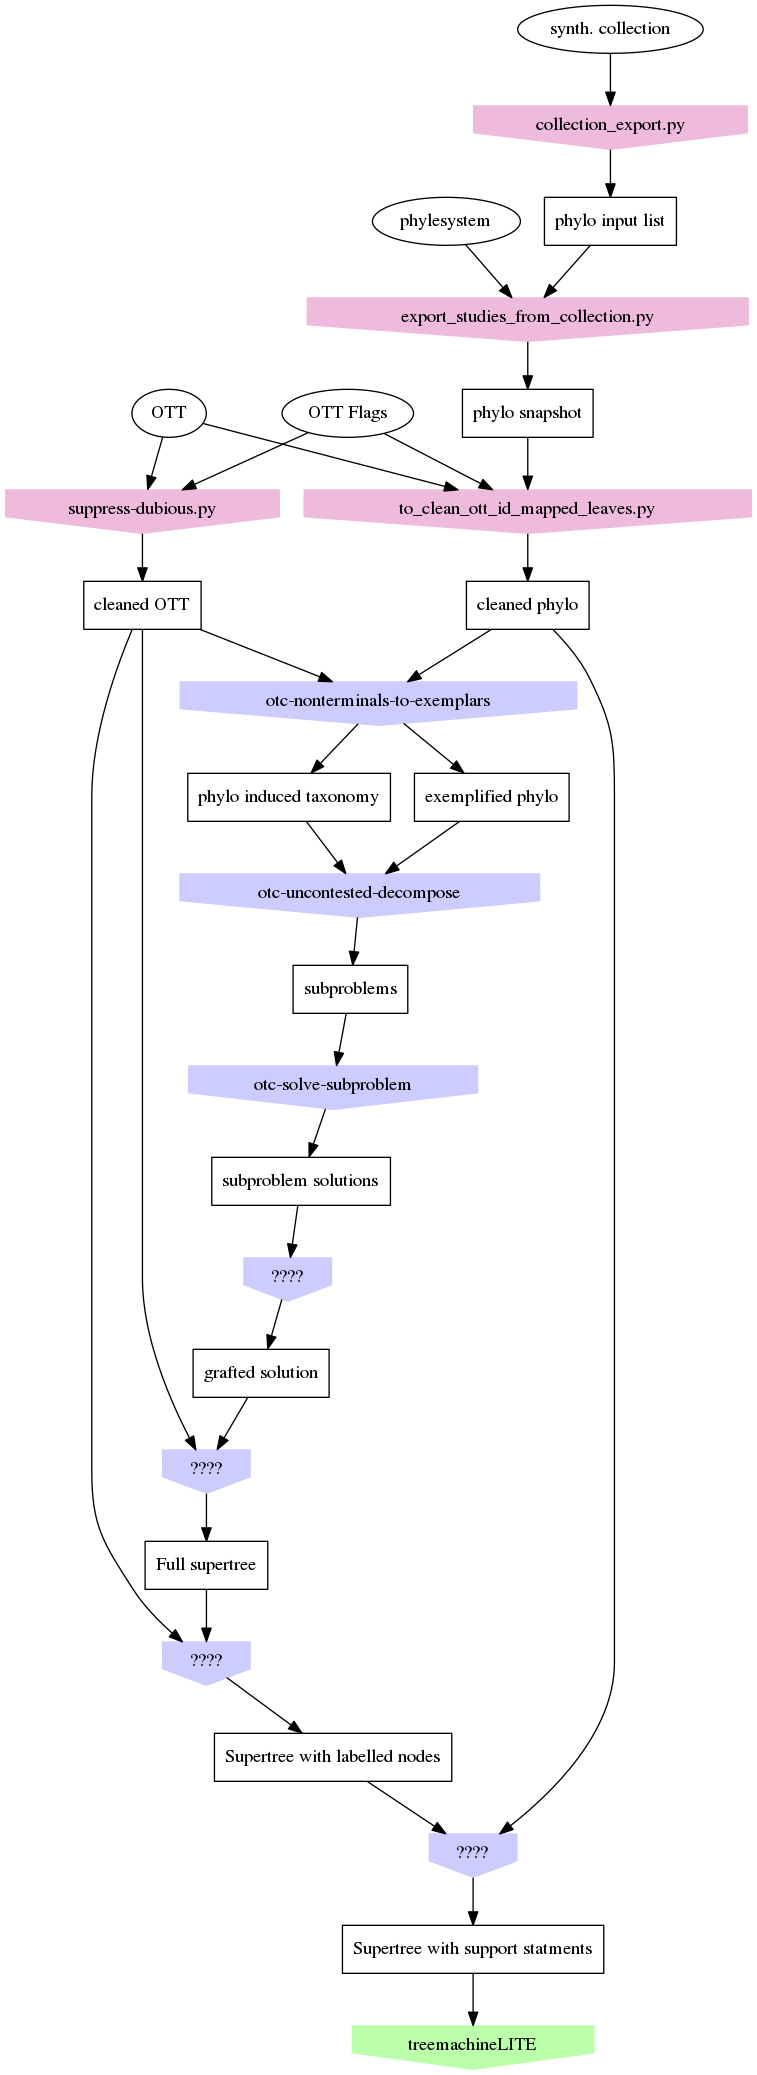 synth. collection
collection_export.py
phylesystem
phylo input list
export_studies_from_collection.py
OTT
OTT Flags
phylo snapshot
suppress-dubious.py
to_clean_ott_id_mapped_leaves.py
cleaned OTT
cleaned phylo
otc-nonterminals-to-exemplars
phylo induced taxonomy
exemplified phylo
otc-uncontested-decompose
subproblems
otc-solve-subproblem
subproblem solutions
????
grafted solution
????
Full supertree
????
Supertree with labelled nodes
????
Supertree with support statments
treemachineLITE